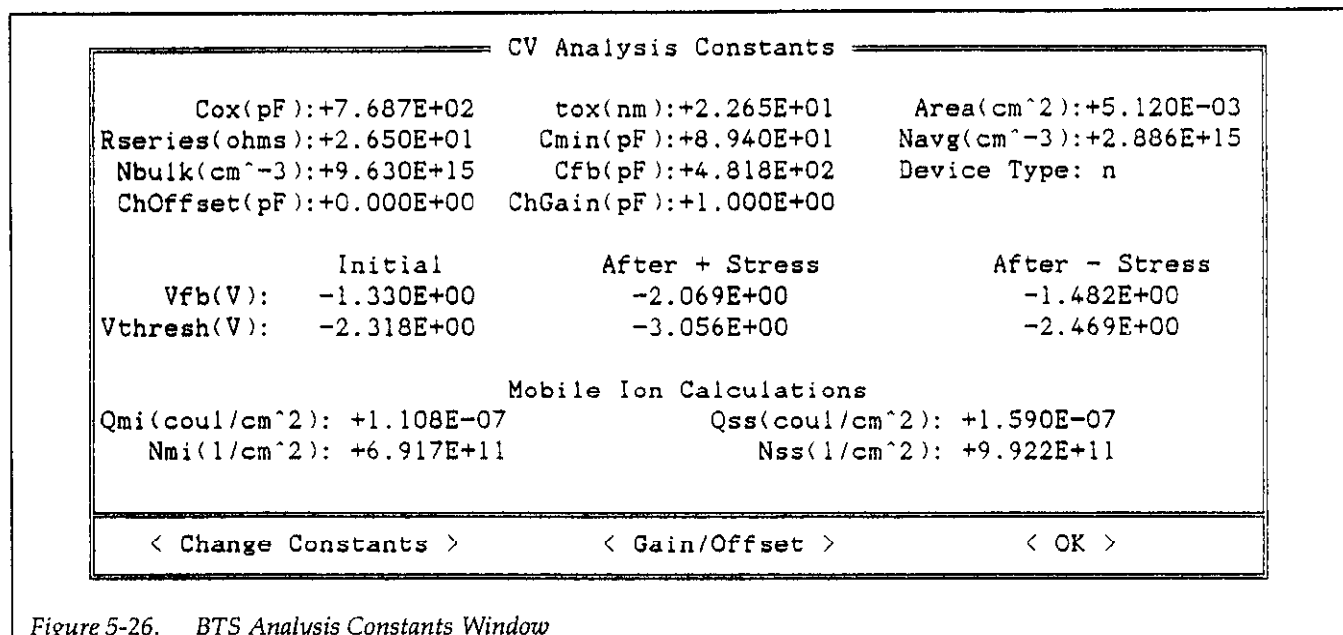 CV Analysis Constants
Cox(pF):+7.687E+02 tox(nm):+2.265E+01 Area(cm^2):+5.120E-03
Rseries(ohms):+2.650E+01 Cmin(pF):+8.940E+01 Navg(cm^-3):+2.886E+15
Nbulk(cm^-3):+9.630E+15 Cfb(pF):+4.818E+02 Device Type: n
ChOffset(pF):+0.000E+00 ChGain(pF):+1.000E+00
Initial After + Stress After - Stress
Vfb(V): -1.330E+00 -2.069E+00 -1.482E+00
Vthresh(V): -2.318E+00 -3.056E+00 -2.469E+00
Mobile Ion Calculations
Qmi(coul/cm^2): +1.108E-07 Qss(coul/cm^2): +1.590E-07
Nmi(1/cm^2): +6.917E+11 Nss(1/cm^2): +9.922E+11
< Change Constants > < Gain/Offset > < OK >
Figure 5-26. BTS Analysis Constants Window